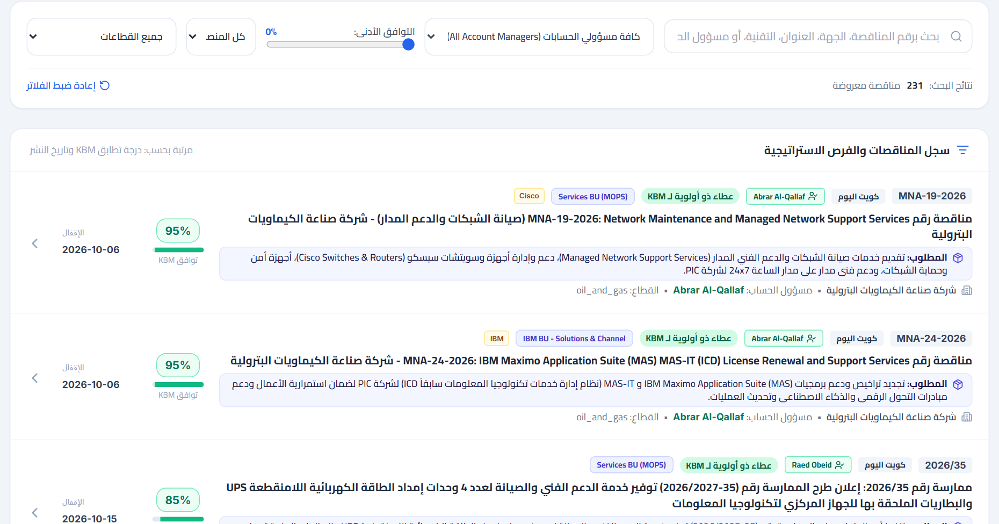 بحث برقم المناقصة، الجهة، العنوان، التقنية، أو مسؤول الح
كافة مسؤولي الحسابات (All Account Managers)
التوافق الأدنى:
0%
كل المنص
جميع القطاعات
نتائج البحث: 231 مناقصة معروضة
إعادة ضبط الفلاتر
سجل المناقصات والفرص الاستراتيجية
مرتبة بحسب: درجة تطابق KBM وتاريخ النشر
MNA-19-2026 كويت اليوم Abrar Al-Qallaf عطاء ذو أولوية لـ KBM Services BU (MOPS) Cisco
مناقصة رقم MNA-19-2026: Network Maintenance and Managed Network Support Services (صيانة الشبكات والدعم المدار) - شركة صناعة الكيماويات
البترولية
المطلوب: تقديم خدمات صيانة الشبكات والدعم الفني المدار (Managed Network Support Services)، دعم وإدارة أجهزة وسويتشات سيسكو (Cisco Switches & Routers)، أجهزة أمن
وحماية الشبكات، ودعم فني مدار على مدار الساعة 24x7 لشركة PIC.
شركة صناعة الكيماويات البترولية ▪ مسؤول الحساب: Abrar Al-Qallaf ▪ القطاع: oil_and_gas
95%
توافق KBM
الإقفال
2026-10-06
MNA-24-2026 كويت اليوم Abrar Al-Qallaf عطاء ذو أولوية لـ KBM IBM BU - Solutions & Channel IBM
مناقصة رقم MNA-24-2026: IBM Maximo Application Suite (MAS) MAS-IT (ICD) License Renewal and Support Services - شركة صناعة الكيماويات البترولية
المطلوب: تجديد تراخيص ودعم برمجيات IBM Maximo Application Suite (MAS) و MAS-IT (نظام إدارة خدمات تكنولوجيا المعلومات سابقاً ICD) لشركة PIC لضمان استمرارية الأعمال ودعم
مبادرات التحول الرقمي والذكاء الاصطناعي وتحديث العمليات.
شركة صناعة الكيماويات البترولية ▪ مسؤول الحساب: Abrar Al-Qallaf ▪ القطاع: oil_and_gas
95%
توافق KBM
الإقفال
2026-10-06
2026/35 كويت اليوم Raed Obeid عطاء ذو أولوية لـ KBM Services BU (MOPS)
ممارسة رقم 2026/35: إعلان طرح الممارسة رقم (35-2026/2027) توفير خدمة الدعم الفني والصيانة لعدد 4 وحدات إمداد الطاقة الكهربائية اللامنقطعة UPS
والبطاريات الملحقة بها للجهاز المركزي لتكنولوجيا المعلومات
85%
الإقفال
2026-10-15